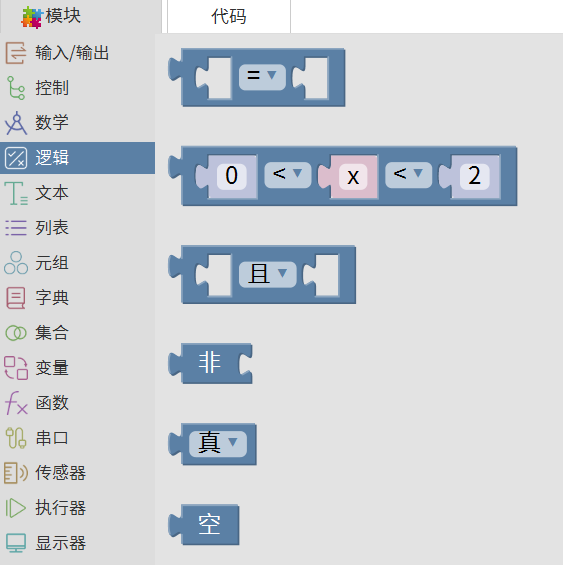 模块 代码
输入/输出
控制
数学
逻辑
文本
列表
元组
字典
集合
变量
函数
串口
传感器
执行器
显示器
=
0 < x < 2
且
非
真
空